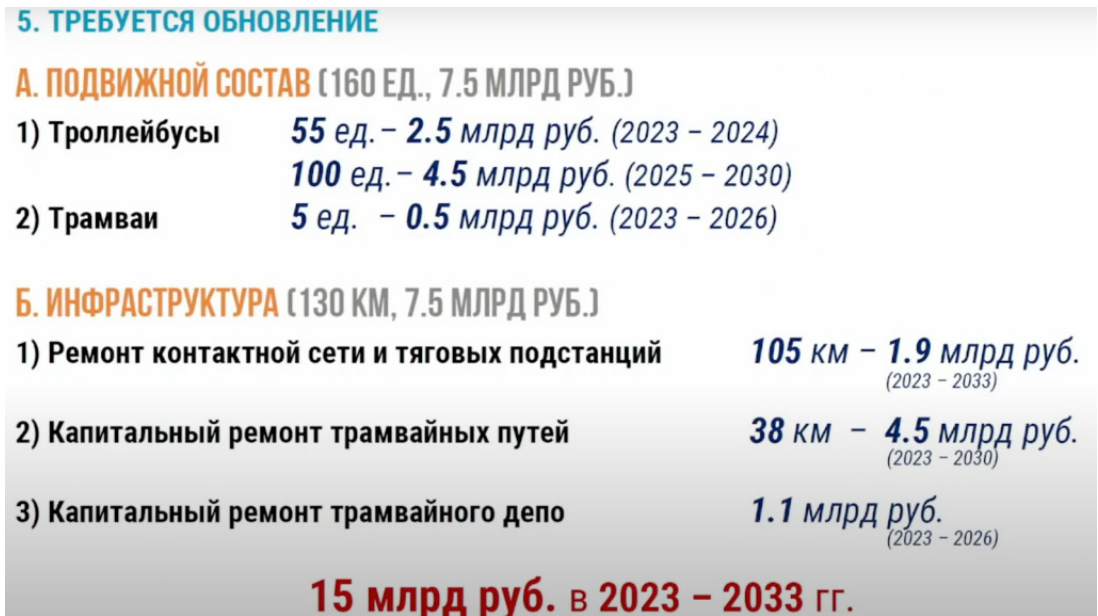 5. ТРЕБУЕТСЯ ОБНОВЛЕНИЕ
А. ПОДВИЖНОЙ СОСТАВ (160 ЕД., 7.5 МЛРД РУБ.)
1) Троллейбусы 55 ед. – 2.5 млрд руб. (2023 – 2024)
100 ед. – 4.5 млрд руб. (2025 – 2030)
2) Трамваи 5 ед. – 0.5 млрд руб. (2023 – 2026)
Б. ИНФРАСТРУКТУРА (130 КМ, 7.5 МЛРД РУБ.)
1) Ремонт контактной сети и тяговых подстанций 105 км – 1.9 млрд руб.
(2023 – 2033)
2) Капитальный ремонт трамвайных путей 38 км – 4.5 млрд руб.
(2023 – 2030)
3) Капитальный ремонт трамвайного депо 1.1 млрд руб.
(2023 – 2026)
15 млрд руб. в 2023 – 2033 гг.